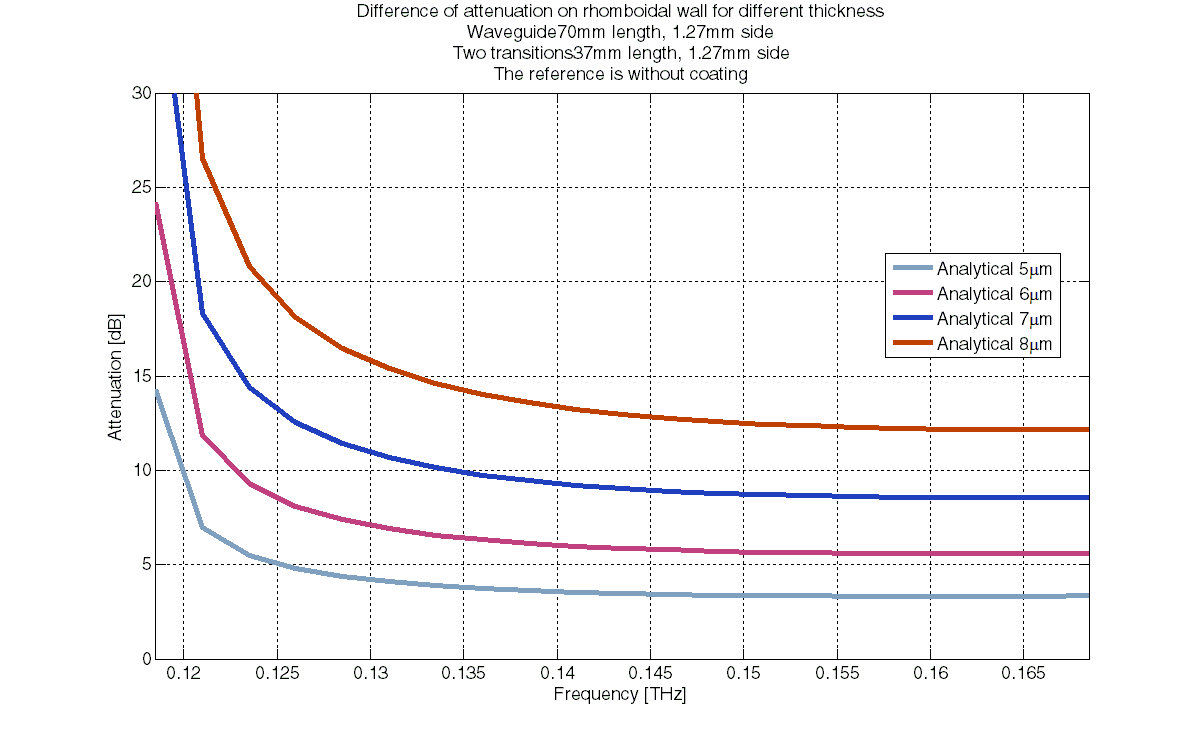 Difference of attenuation on rhomboidal wall for different thickness
Waveguide70mm length, 1.27mm side
Two transitions37mm length, 1.27mm side
The reference is without coating
30
25
20
15
10
5
0
Attenuation [dB]
Analytical 5μm
Analytical 6μm
Analytical 7μm
Analytical 8μm
0.12 0.125 0.13 0.135 0.14 0.145 0.15 0.155 0.16 0.165
Frequency [THz]